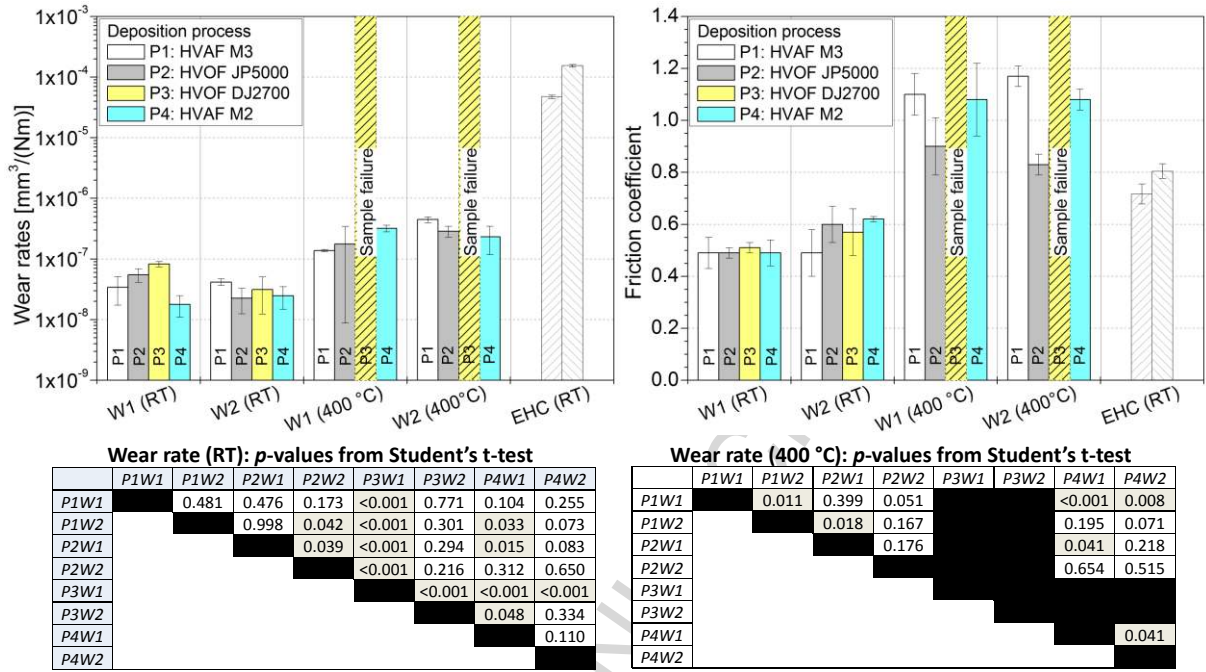 Deposition process
P1: HVAF M3
P2: HVOF JP5000
P3: HVOF DJ2700
P4: HVAF M2
Wear rates [mm³/(Nm)]
1x10⁻³
1x10⁻⁴
1x10⁻⁵
1x10⁻⁶
1x10⁻⁷
1x10⁻⁸
1x10⁻⁹
Sample failure
Sample failure
P1 P2 P3 P4 P1 P2 P3 P4 P1 P2 P3 P4 P1 P2 P3 P4
W1 (RT) W2 (RT) W1 (400 °C) W2 (400°C) EHC (RT)
Deposition process
P1: HVAF M3
P2: HVOF JP5000
P3: HVOF DJ2700
P4: HVAF M2
Friction coefficient
1.2
1.0
0.8
0.6
0.4
0.2
0.0
Sample failure
Sample failure
P1 P2 P3 P4 P1 P2 P3 P4 P1 P2 P3 P4 P1 P2 P3 P4
W1 (RT) W2 (RT) W1 (400 °C) W2 (400°C) EHC (RT)
Wear rate (RT): p-values from Student's t-test
P1W1 P1W2 P2W1 P2W2 P3W1 P3W2 P4W1 P4W2
P1W1 0.481 0.476 0.173 <0.001 0.771 0.104 0.255
P1W2 0.998 0.042 <0.001 0.301 0.033 0.073
P2W1 0.039 <0.001 0.294 0.015 0.083
P2W2 <0.001 0.216 0.312 0.650
P3W1 <0.001 <0.001 <0.001
P3W2 0.048 0.334
P4W1 0.110
P4W2
Wear rate (400 °C): p-values from Student's t-test
P1W1 P1W2 P2W1 P2W2 P3W1 P3W2 P4W1 P4W2
P1W1 0.011 0.399 0.051 <0.001 0.008
P1W2 0.018 0.167 0.195 0.071
P2W1 0.176 0.041 0.218
P2W2 0.654 0.515
P3W1
P3W2
P4W1 0.041
P4W2